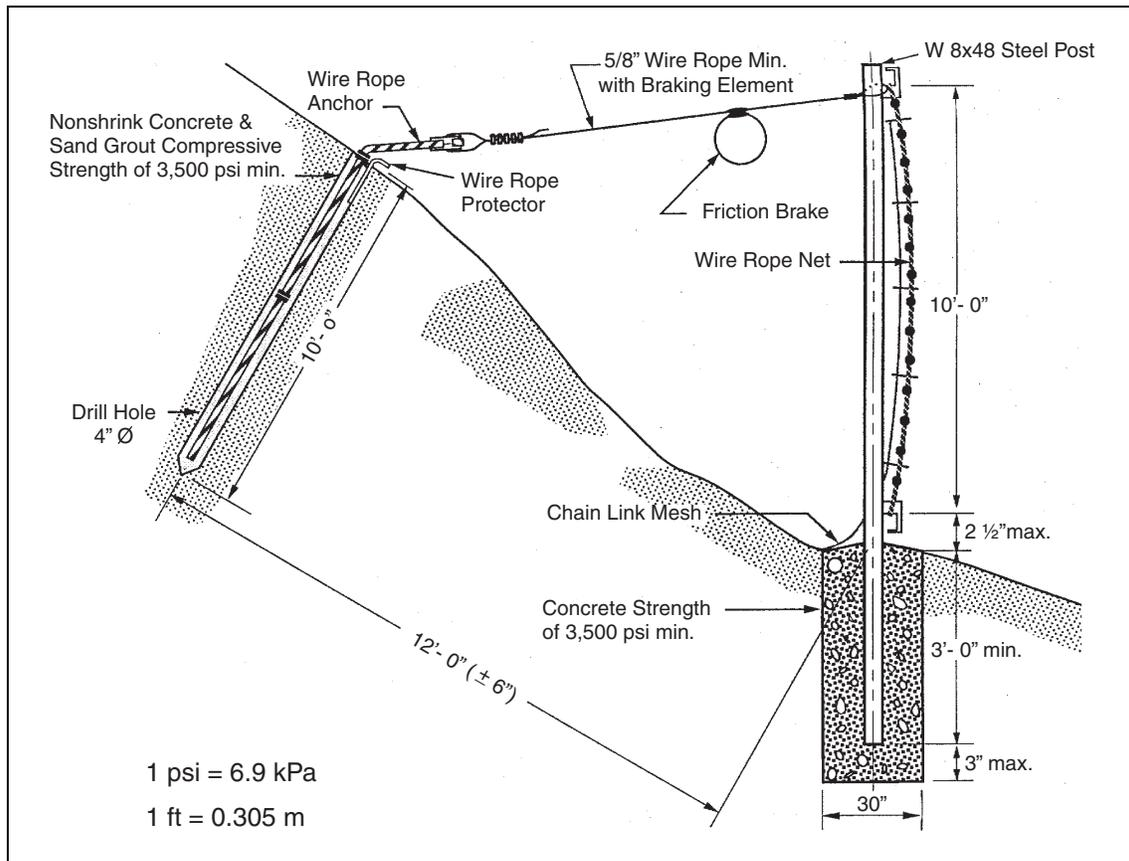 W 8x48 Steel Post
5/8” Wire Rope Min.
with Braking Element
Wire Rope
Anchor
Nonshrink Concrete &
Sand Grout Compressive
Strength of 3,500 psi min.
Wire Rope
Protector
Friction Brake
Wire Rope Net
10’- 0”
10’- 0”
Drill Hole
4” Ø
Chain Link Mesh
2 ½”max.
Concrete Strength
of 3,500 psi min.
3’- 0” min.
12’- 0” ( ± 6”)
3” max.
30”
1 psi = 6.9 kPa
1 ft = 0.305 m